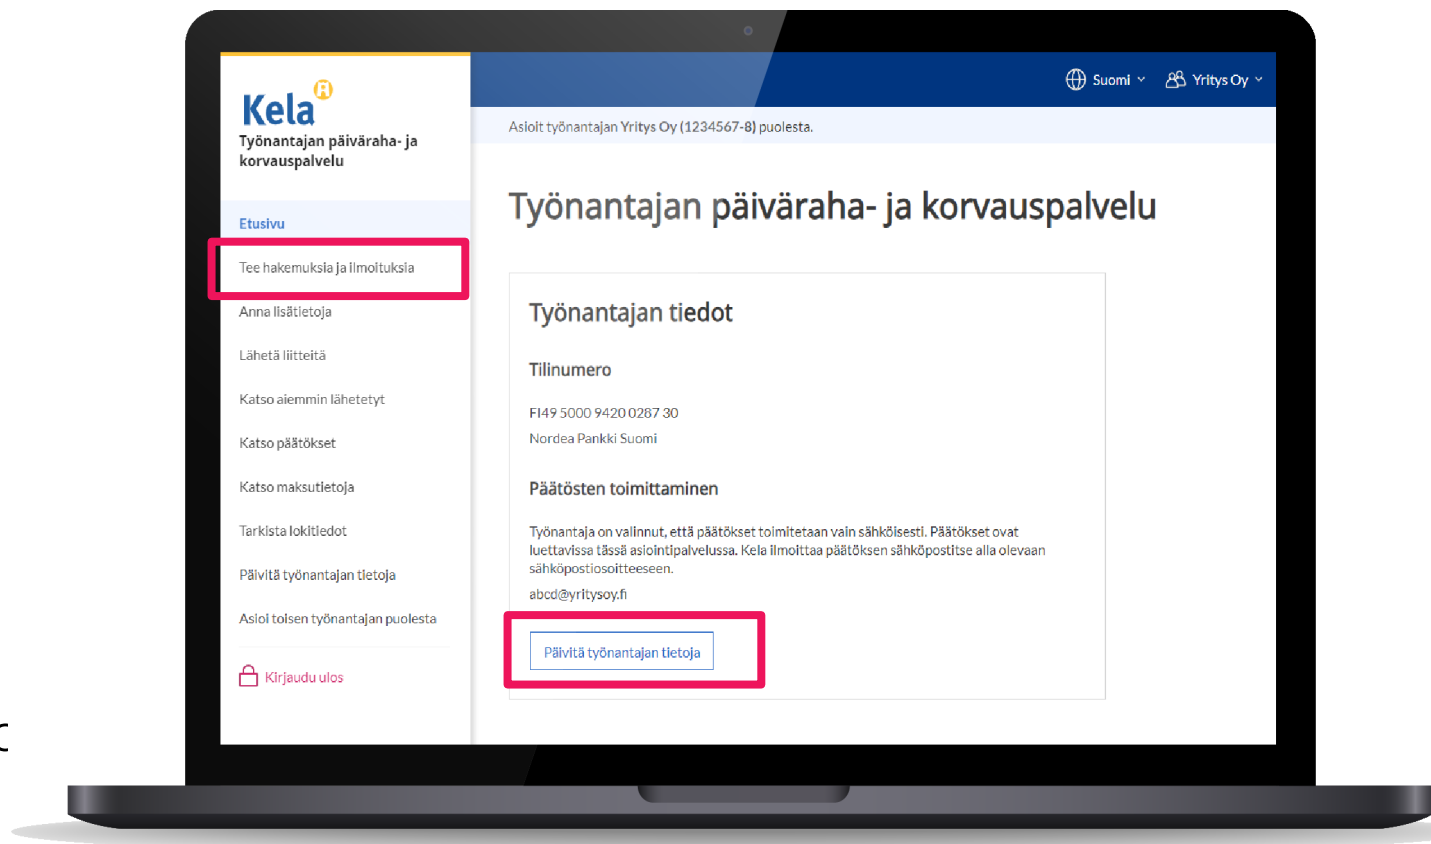 Kela
Työnantajan päiväraha- ja
korvauspalvelu
Etusivu
Tee hakemuksia ja ilmoituksia
Anna lisätietoja
Lähetä liitteitä
Katso aiemmin lähetetyt
Katso päätökset
Katso maksutietoja
Tarkista lokitiedot
Päivitä työnantajan tietoja
Asioi toisen työnantajan puolesta
Kirjaudu ulos
Suomi
Yritys Oy
Asioit työnantajan Yritys Oy (1234567-8) puolesta.
Työnantajan päiväraha- ja korvauspalvelu
Työnantajan tiedot
Tilinumero
FI49 5000 9420 0287 30
Nordea Pankki Suomi
Päätösten toimittaminen
Työnantaja on valinnut, että päätökset toimitetaan vain sähköisesti. Päätökset ovat
luettavissa tässä asiointipalvelussa. Kela ilmoittaa päätöksen sähköpostitse alla olevaan
sähköpostiosoitteeseen.
abcd@yritysoy.fi
Päivitä työnantajan tietoja